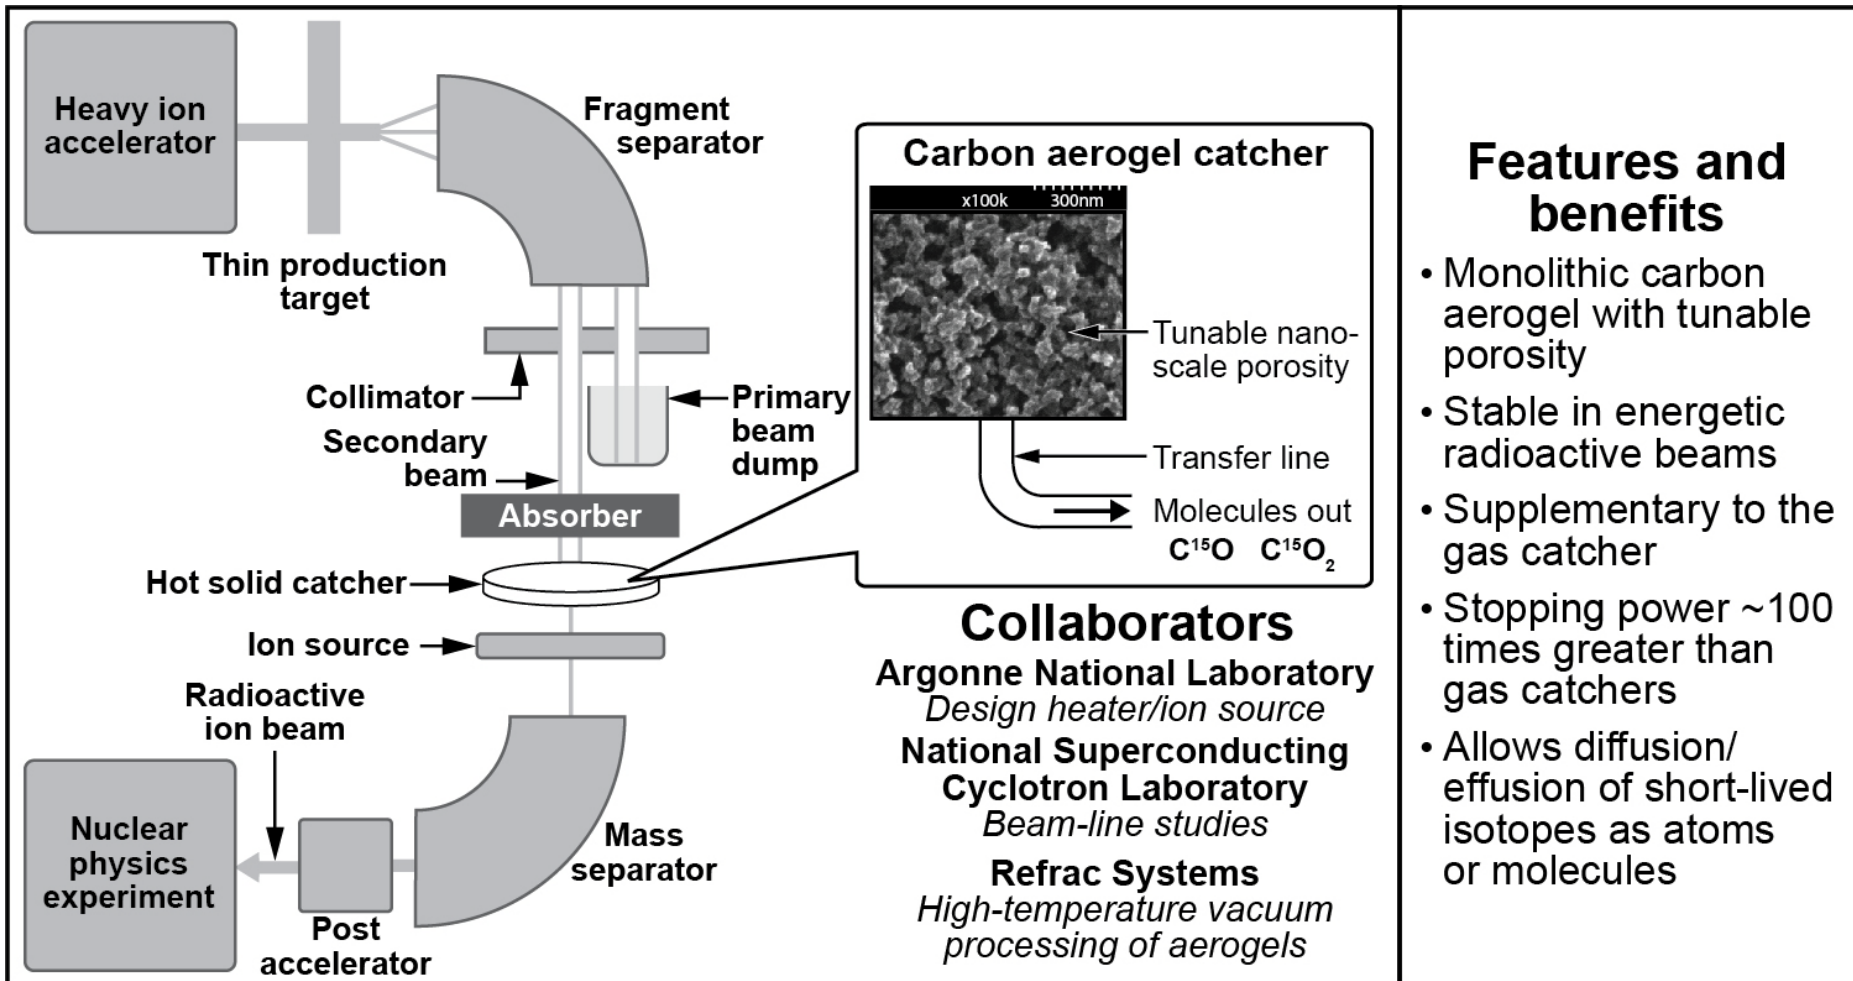 Heavy ion
accelerator
Thin production
target
Fragment
separator
Collimator
Secondary
beam
Primary
beam
dump
Absorber
Hot solid catcher
Ion source
Radioactive
ion beam
Nuclear
physics
experiment
Post
accelerator
Mass
separator
Carbon aerogel catcher
x100k 300nm
Tunable nano-
scale porosity
Transfer line
Molecules out
C¹⁵O C¹⁵O₂
Collaborators
Argonne National Laboratory
Design heater/ion source
National Superconducting
Cyclotron Laboratory
Beam-line studies
Refrac Systems
High-temperature vacuum
processing of aerogels
Features and
benefits
• Monolithic carbon
aerogel with tunable
porosity
• Stable in energetic
radioactive beams
• Supplementary to the
gas catcher
• Stopping power ~100
times greater than
gas catchers
• Allows diffusion/
effusion of short-lived
isotopes as atoms
or molecules